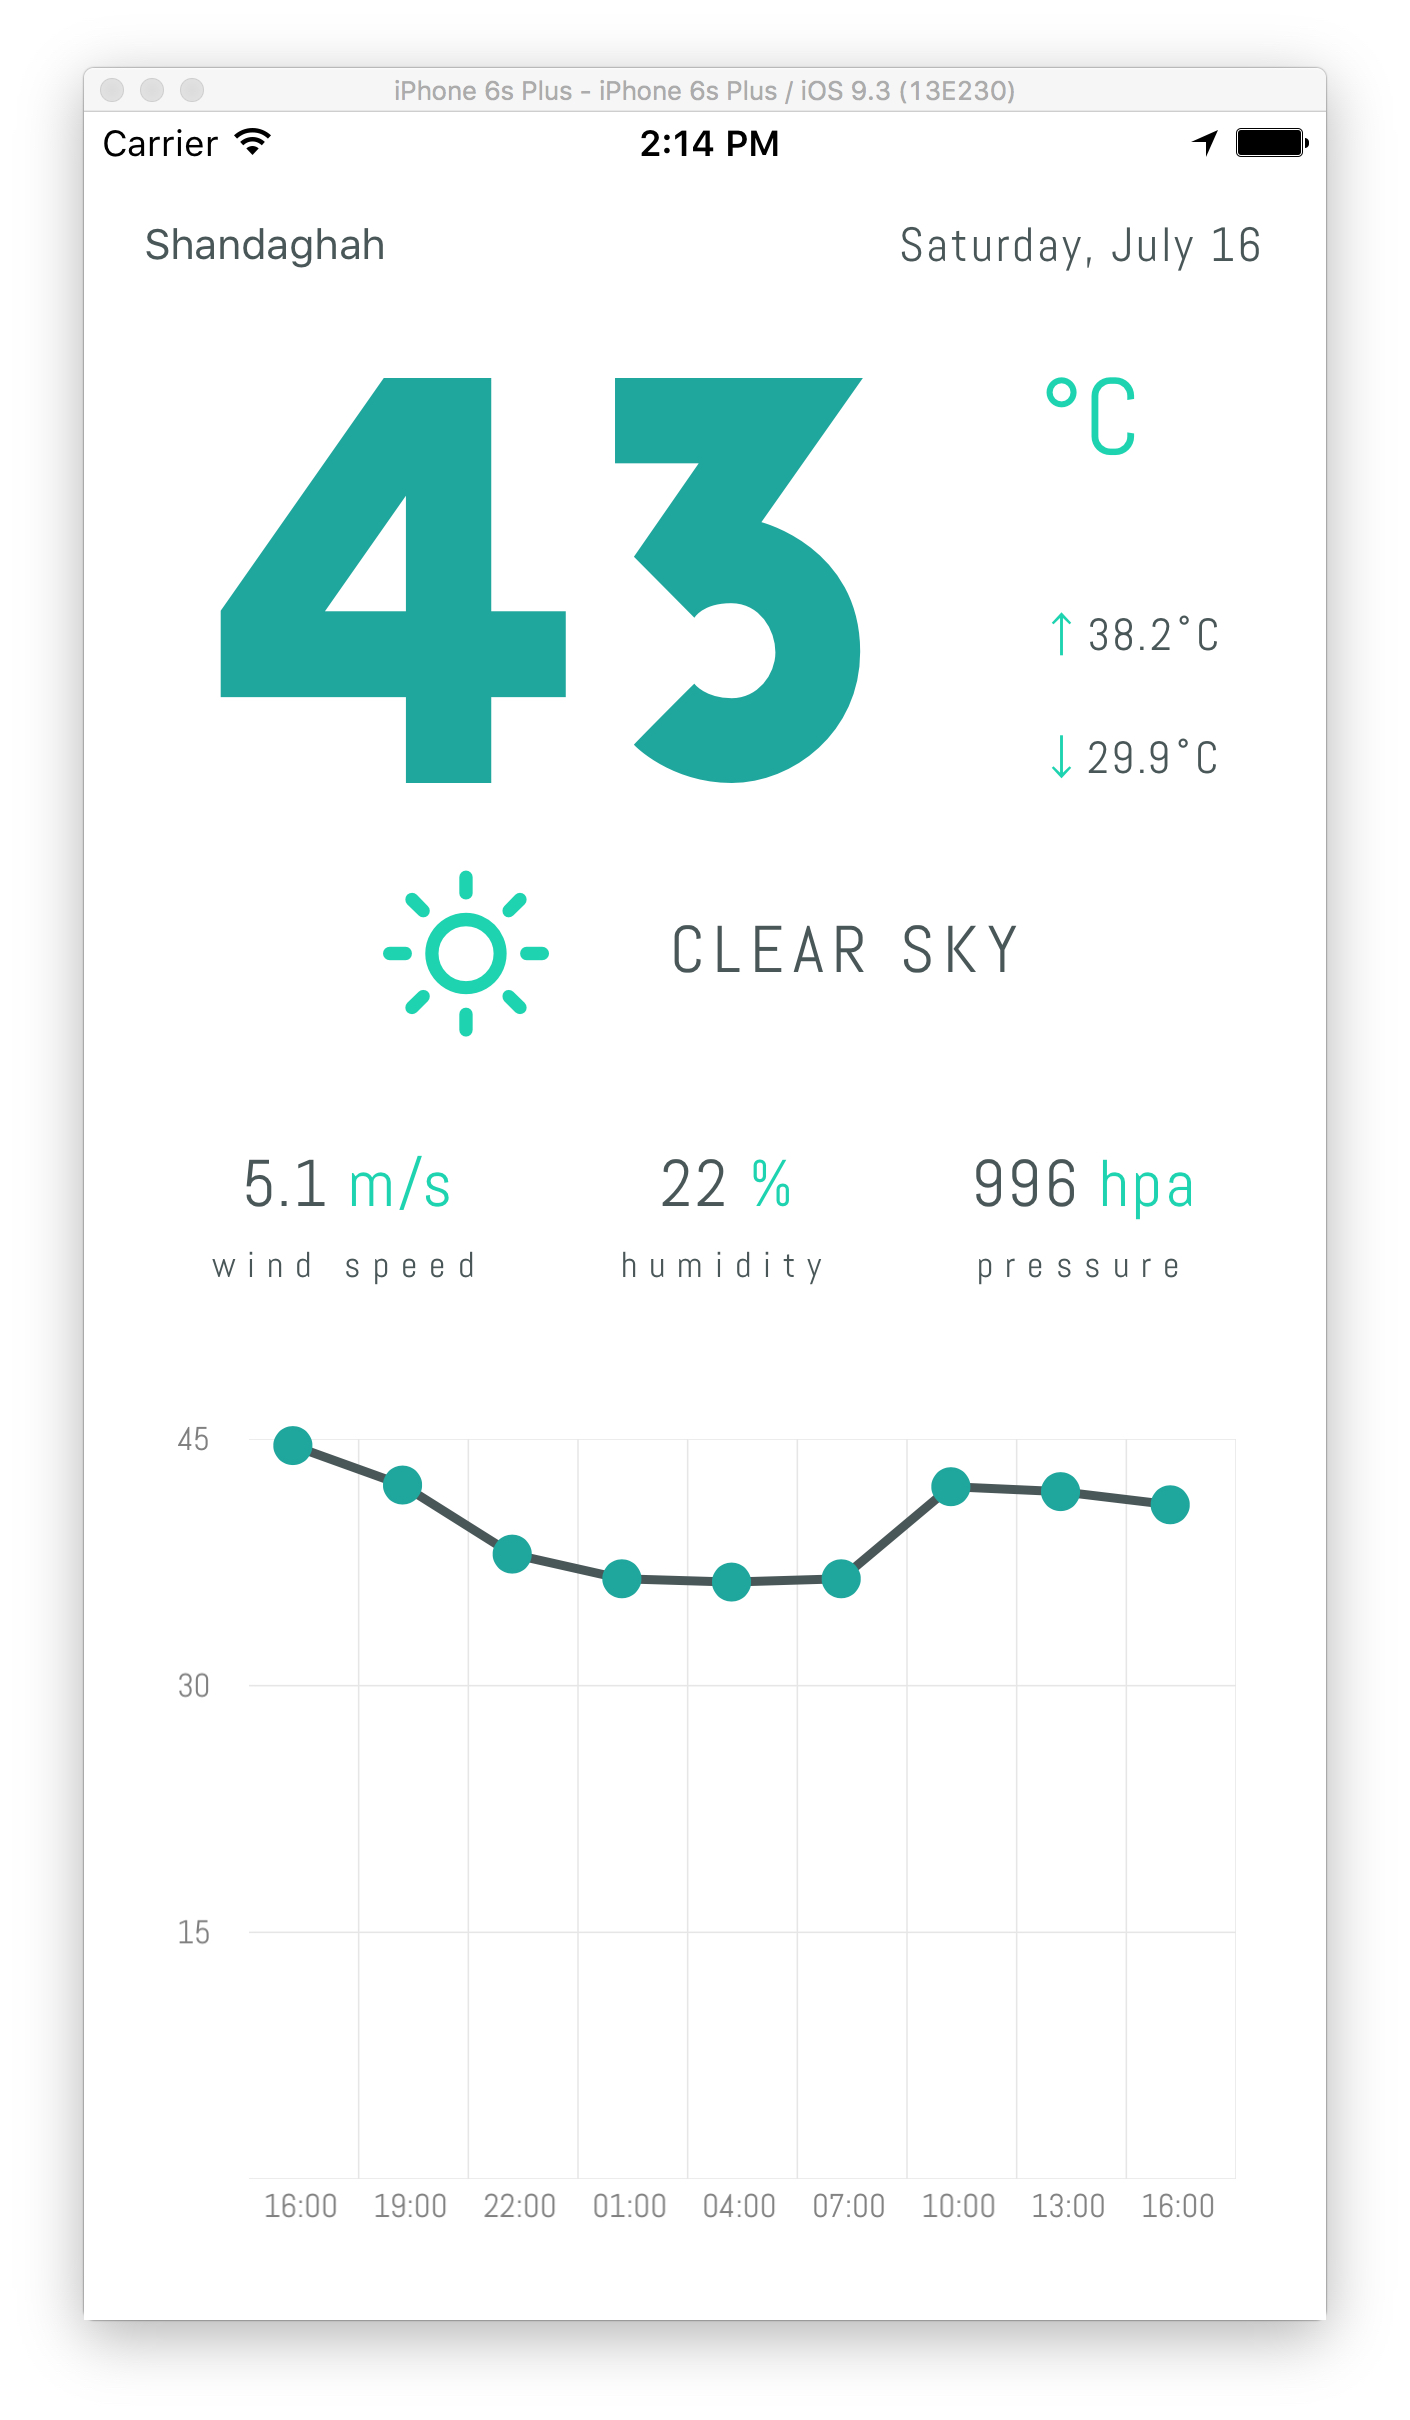 iPhone 6s Plus - iPhone 6s Plus / iOS 9.3 (13E230)
Carrier 2:14 PM
Shandaghah Saturday, July 16
43 °C
↑ 38.2°C
↓ 29.9°C
CLEAR SKY
5.1 m/s 22 % 996 hpa
wind speed humidity pressure
45
30
15
16:00 19:00 22:00 01:00 04:00 07:00 10:00 13:00 16:00